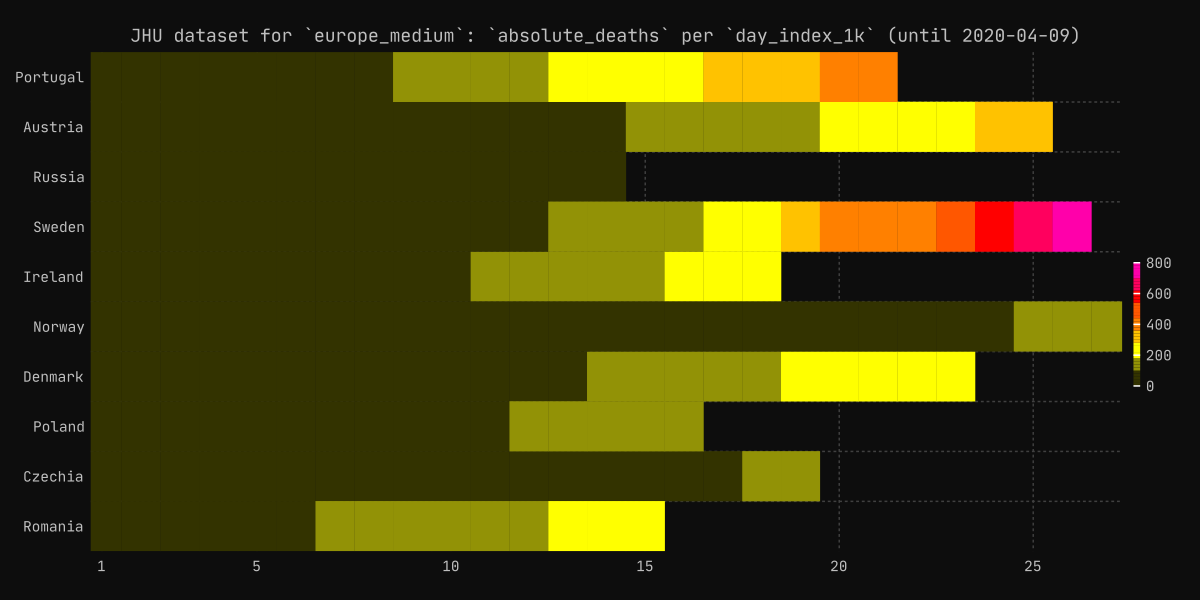 JHU dataset for `europe_medium`: `absolute_deaths` per `day_index_1k` (until 2020-04-09)
Portugal
Austria
Russia
Sweden
Ireland
Norway
Denmark
Poland
Czechia
Romania
1 5 10 15 20 25
800
600
400
200
0